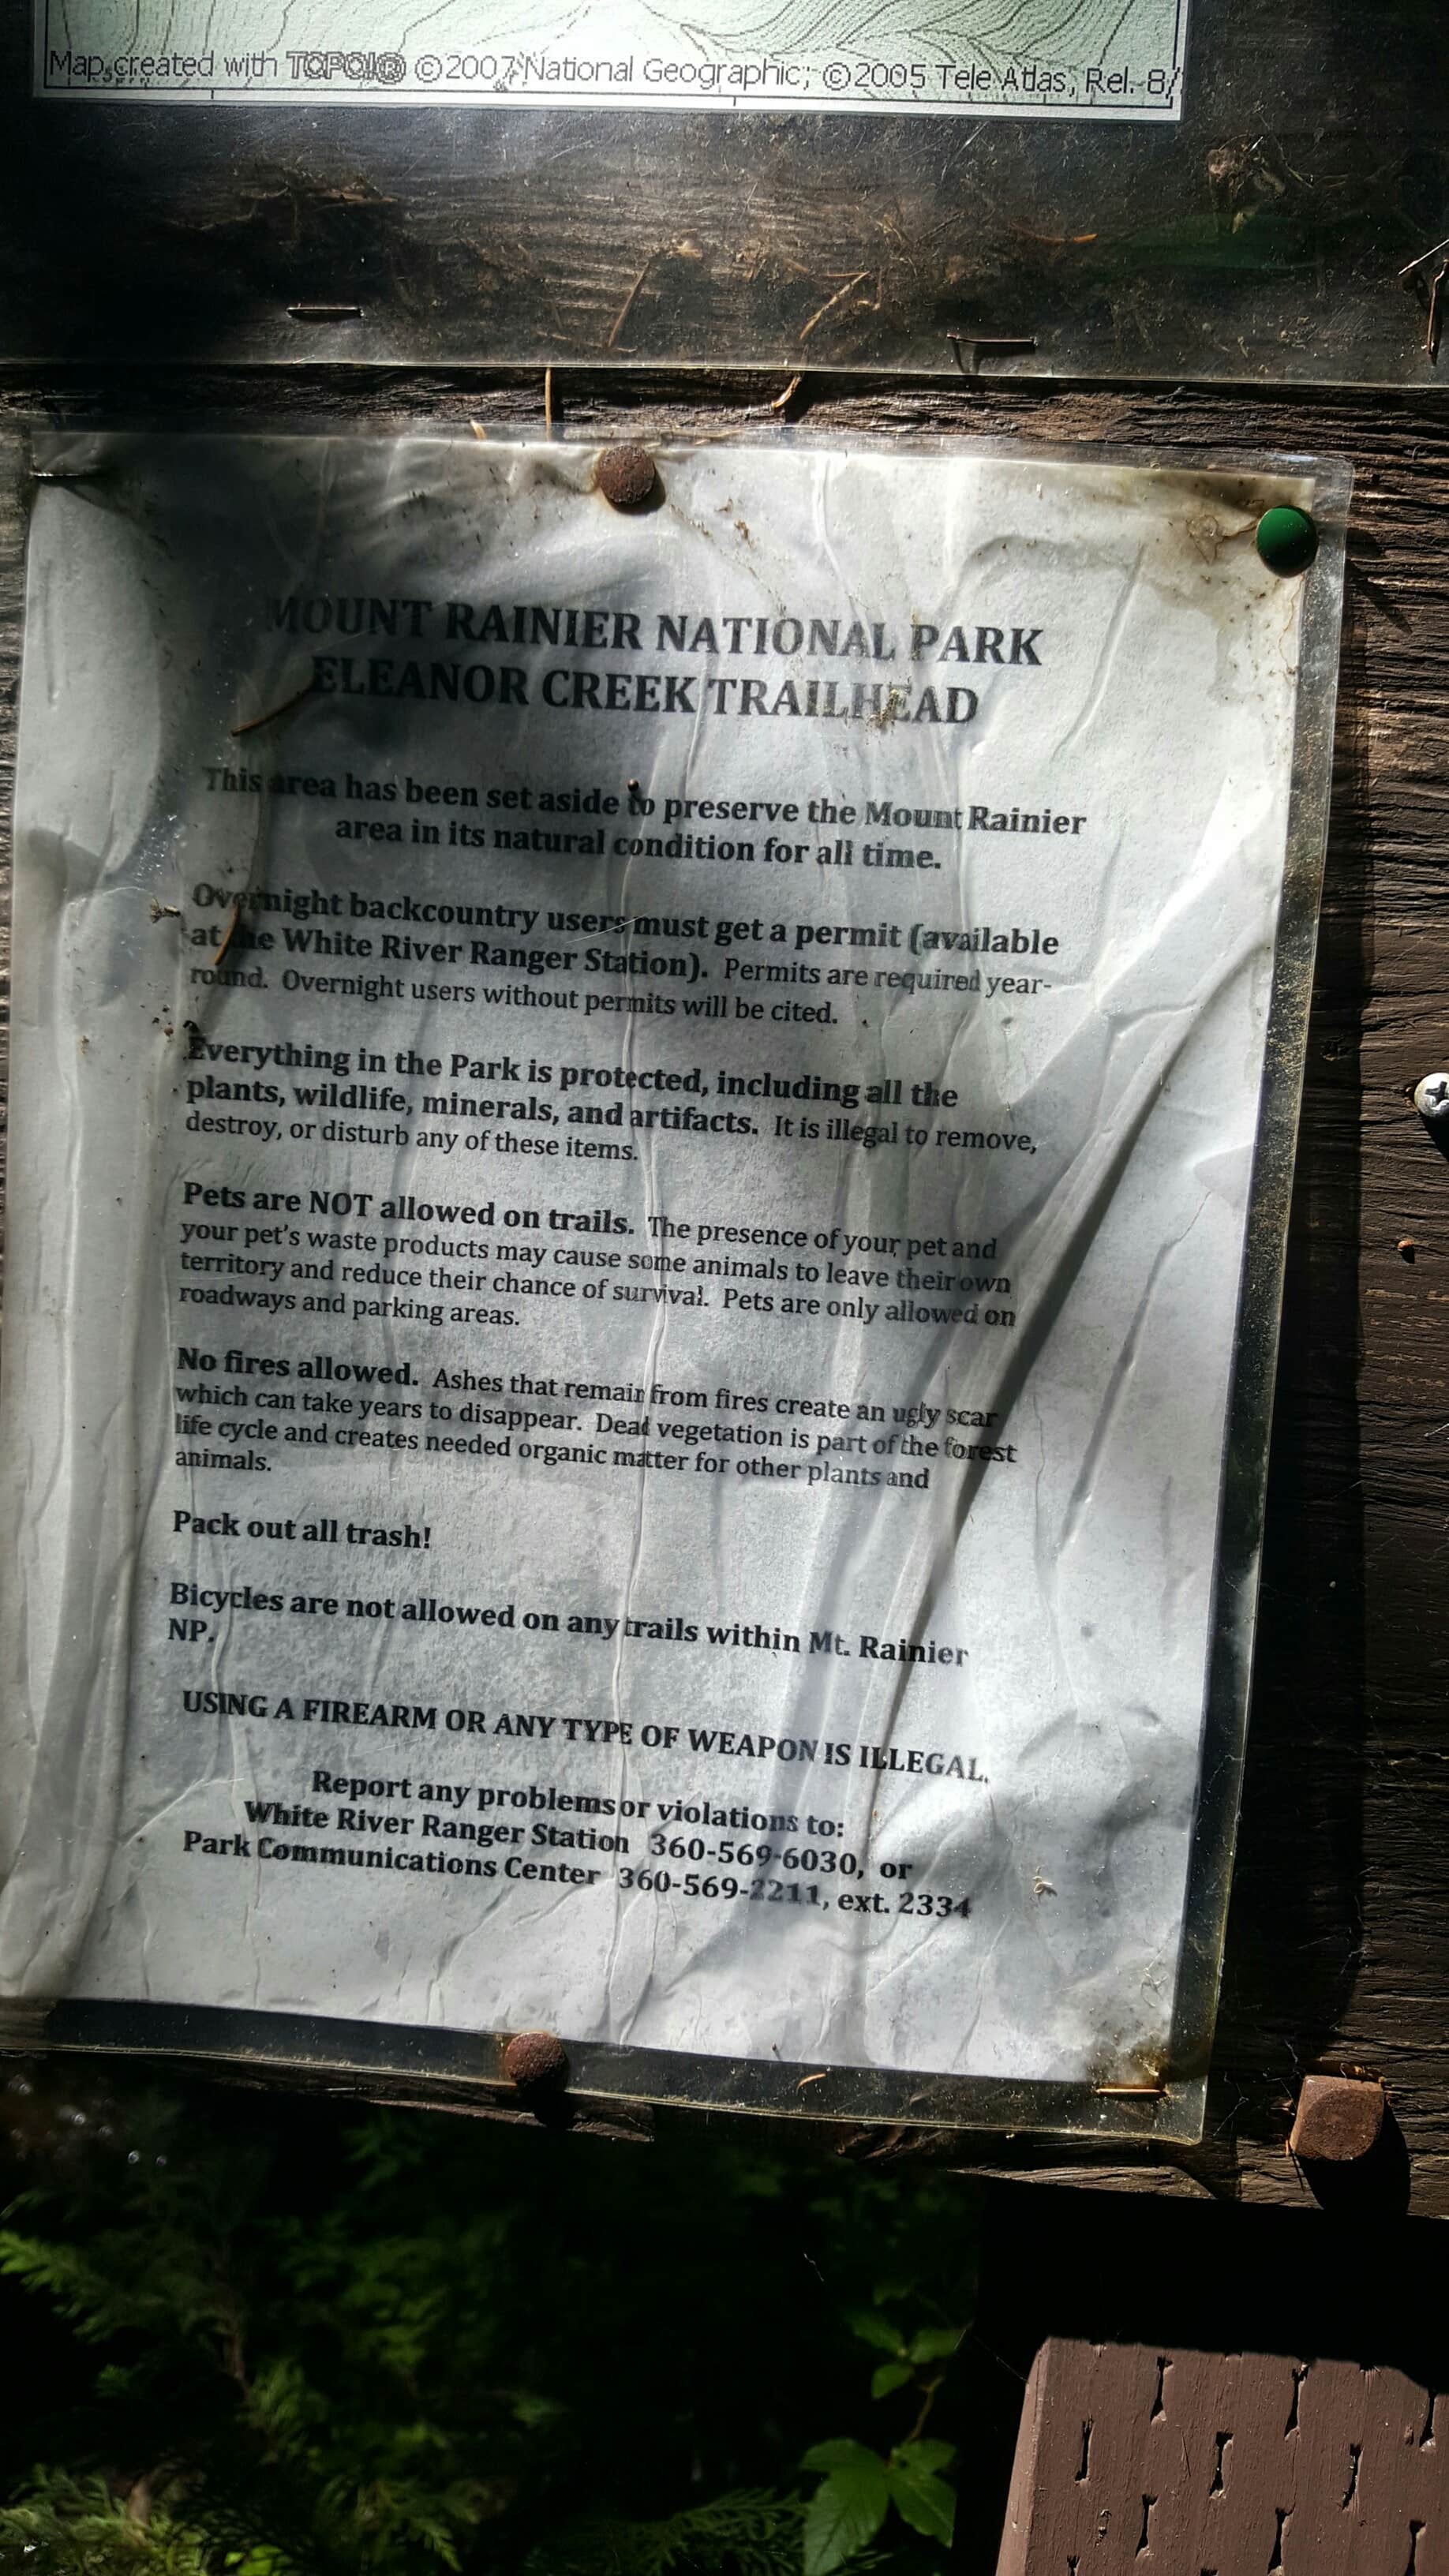 Map created with TOPO!® ©2007 National Geographic; ©2005 Tele Atlas, Rel. 8/
MOUNT RAINIER NATIONAL PARK
ELEANOR CREEK TRAILHEAD
This area has been set aside to preserve the Mount Rainier
area in its natural condition for all time.
Overnight backcountry users must get a permit (available
at the White River Ranger Station). Permits are required year-
round. Overnight users without permits will be cited.
Everything in the Park is protected, including all the
plants, wildlife, minerals, and artifacts. It is illegal to remove,
destroy, or disturb any of these items.
Pets are NOT allowed on trails. The presence of your pet and
your pet's waste products may cause some animals to leave their own
territory and reduce their chance of survival. Pets are only allowed on
roadways and parking areas.
No fires allowed. Ashes that remain from fires create an ugly scar
which can take years to disappear. Dead vegetation is part of the forest
life cycle and creates needed organic matter for other plants and
animals.
Pack out all trash!
Bicycles are not allowed on any trails within Mt. Rainier
NP.
USING A FIREARM OR ANY TYPE OF WEAPON IS ILLEGAL.
Report any problems or violations to:
White River Ranger Station 360-569-6030, or
Park Communications Center 360-569-2211, ext. 2334